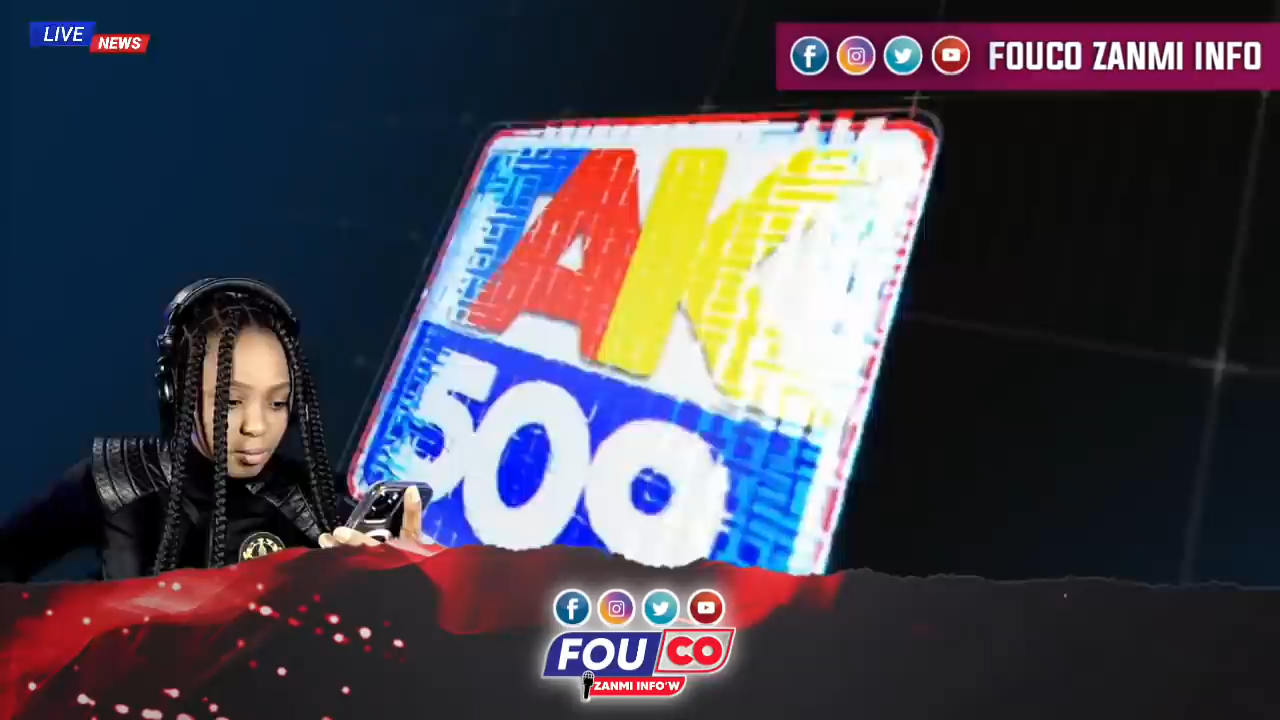 LIVE
NEWS
FOUCO ZANMI INFO
AK
500
FOU CO
ZANMI INFO'W